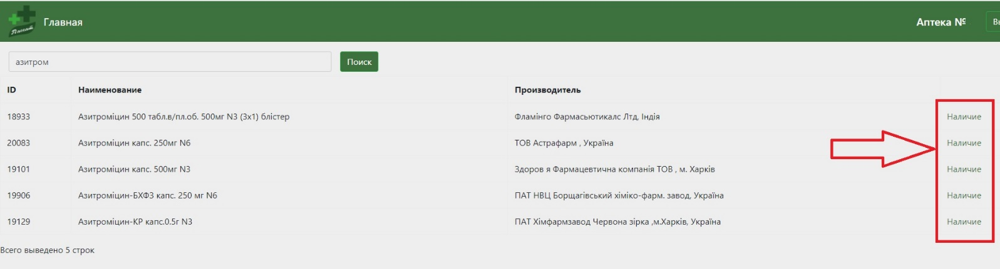 Пассат
Главная Аптека №
азитром Поиск
ID Наименование Производитель
18933 Азитроміцин 500 табл.в/пл.об. 500мг N3 (3х1) блістер Фламінго Фармасьютикалс Лтд, Індія Наличие
20083 Азитроміцин капс. 250мг N6 ТОВ Астрафарм , Україна Наличие
19101 Азитроміцин капс. 500мг N3 Здоров я Фармацевтична компанія ТОВ , м. Харків Наличие
19906 Азитроміцин-БХФЗ капс. 250 мг N6 ПАТ НВЦ Борщагівський хіміко-фарм. завод, Україна Наличие
19129 Азитроміцин-КР капс.0.5г N3 ПАТ Хімфармзавод Червона зірка ,м.Харків, Україна Наличие
Всего выведено 5 строк